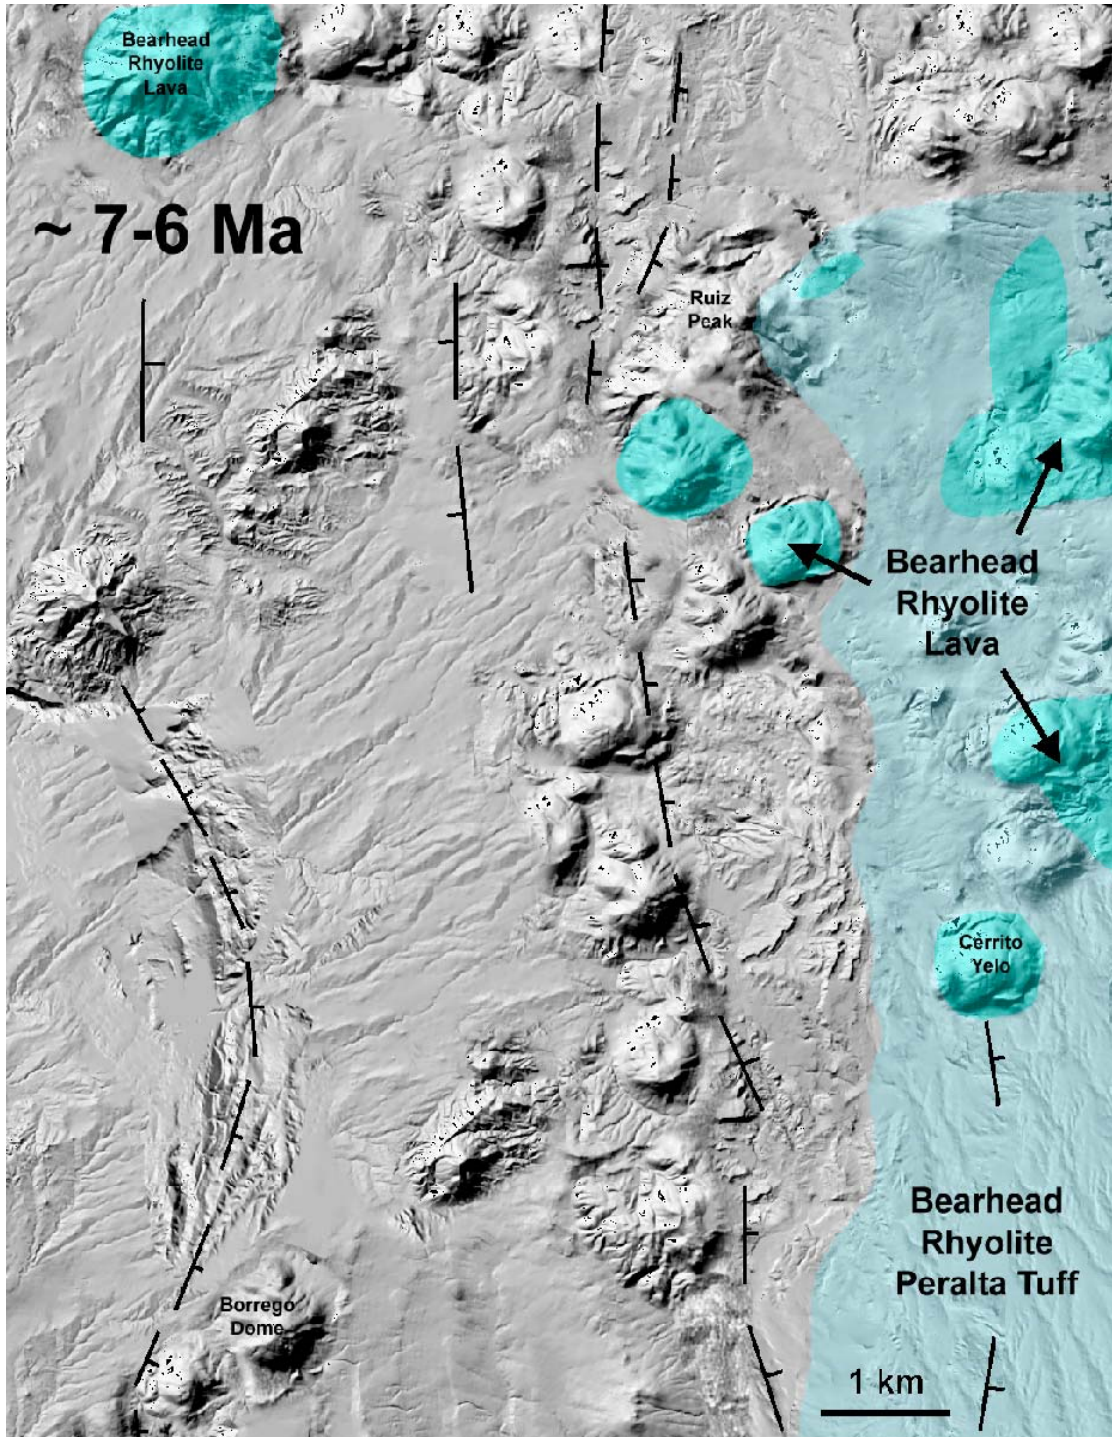 Bearhead
Rhyolite
Lava
~ 7-6 Ma
Ruiz
Peak
Bearhead
Rhyolite
Lava
Cerrito
Yelo
Bearhead
Rhyolite
Peralta Tuff
Borrego
Dome
1 km